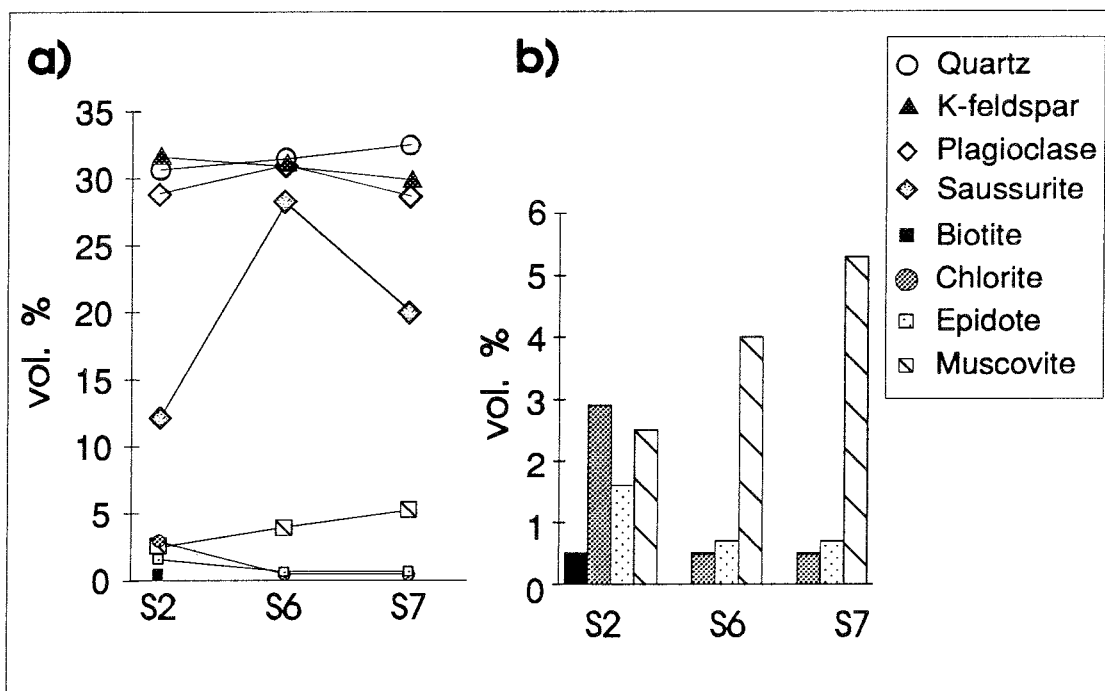 a)
35
30
25
20
15
10
5
0
vol. %
S2 S6 S7
b)
6
5
4
3
2
1
0
vol. %
S2 S6 S7
Quartz
K-feldspar
Plagioclase
Saussurite
Biotite
Chlorite
Epidote
Muscovite